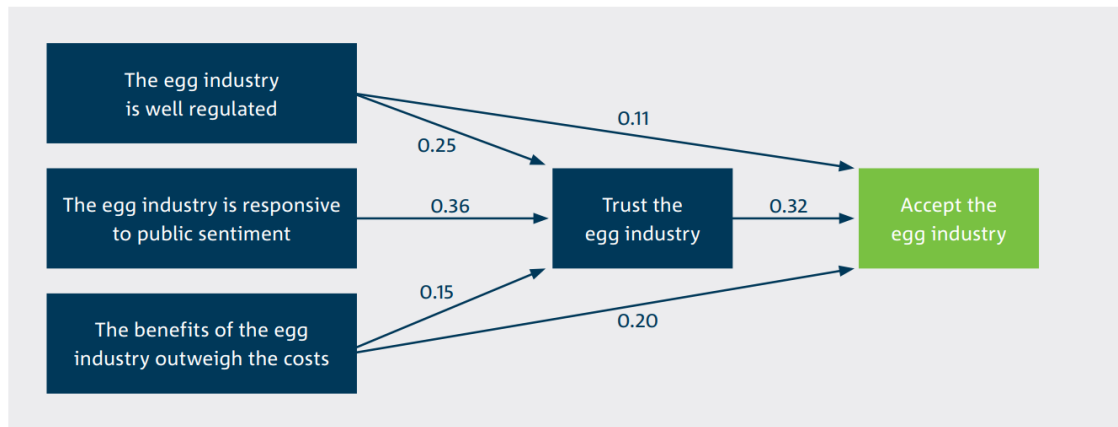 The egg industry
is well regulated
0.11
0.25
The egg industry is responsive
to public sentiment
0.36
Trust the
egg industry
0.32
Accept the
egg industry
0.15
0.20
The benefits of the egg
industry outweigh the costs